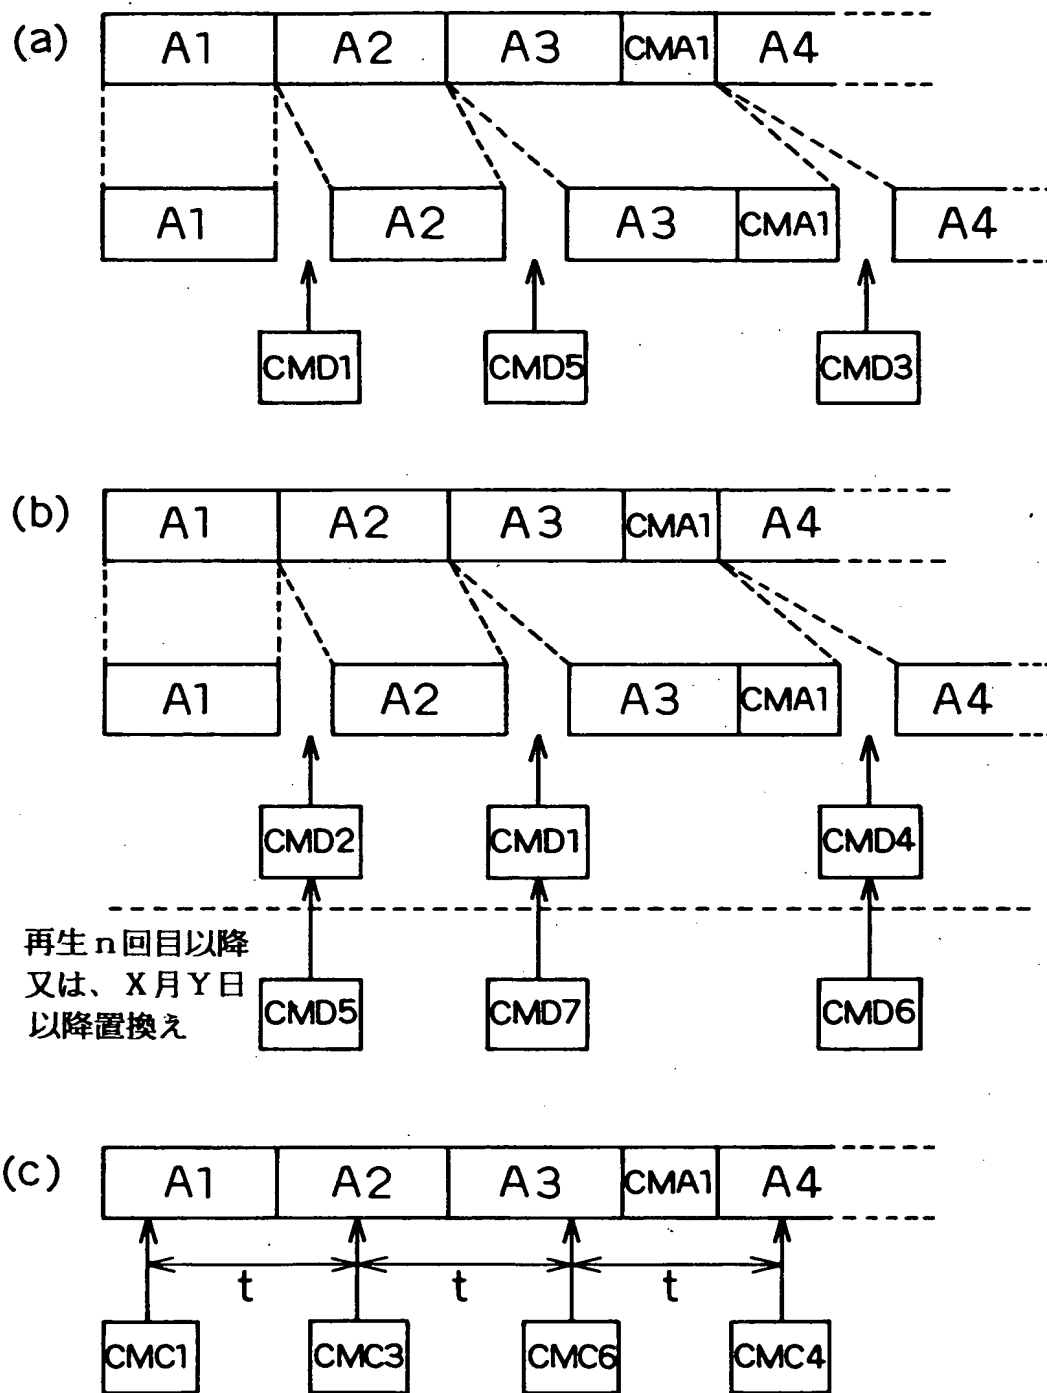 (a)
A1 A2 A3 CMA1 A4
A1 A2 A3 CMA1 A4
CMD1 CMD5 CMD3
(b)
A1 A2 A3 CMA1 A4
A1 A2 A3 CMA1 A4
CMD2 CMD1 CMD4
再生n回目以降
又は、X月Y日
以降置換え
CMD5 CMD7 CMD6
(c)
A1 A2 A3 CMA1 A4
t t t
CMC1 CMC3 CMC6 CMC4